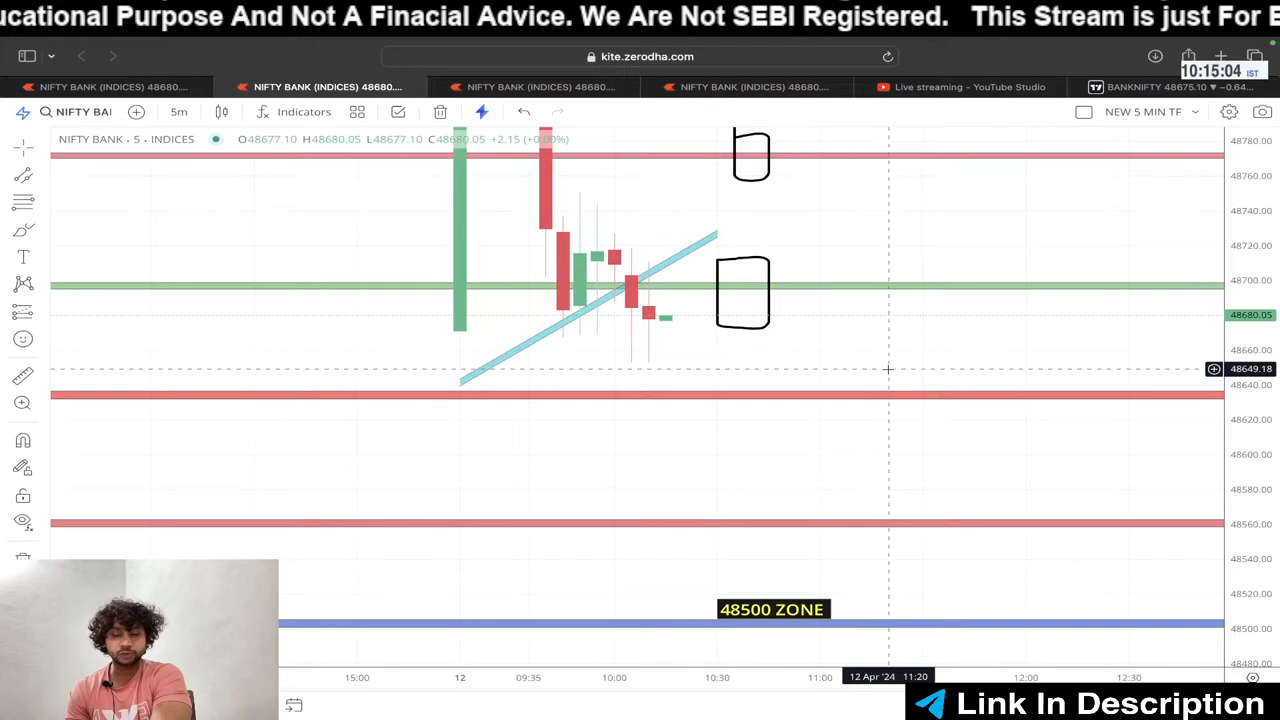 ucational Purpose And Not A Finacial Advice. We Are Not SEBI Registered. This Stream is just For E
kite.zerodha.com
10:15:04 IST
NIFTY BANK (INDICES) 48680.... NIFTY BANK (INDICES) 48680.... NIFTY BANK (INDICES) 48680.... NIFTY BANK (INDICES) 48680.... Live streaming – YouTube Studio BANKNIFTY 48675.10 ▼ −0.64...
NIFTY BAI 5m Indicators NEW 5 MIN TF
NIFTY BANK · 5 · INDICES O48677.10 H48680.05 L48677.10 C48680.05 +2.15 (+0.00%)
48780.00
48760.00
48740.00
48720.00
48700.00
48680.05
48660.00
48649.18
48640.00
48620.00
48600.00
48580.00
48560.00
48540.00
48520.00
48500 ZONE
48500.00
48480.00
15:00 12 09:35 10:00 10:30 11:00 12 Apr '24 11:20 12:00 12:30
Link In Description